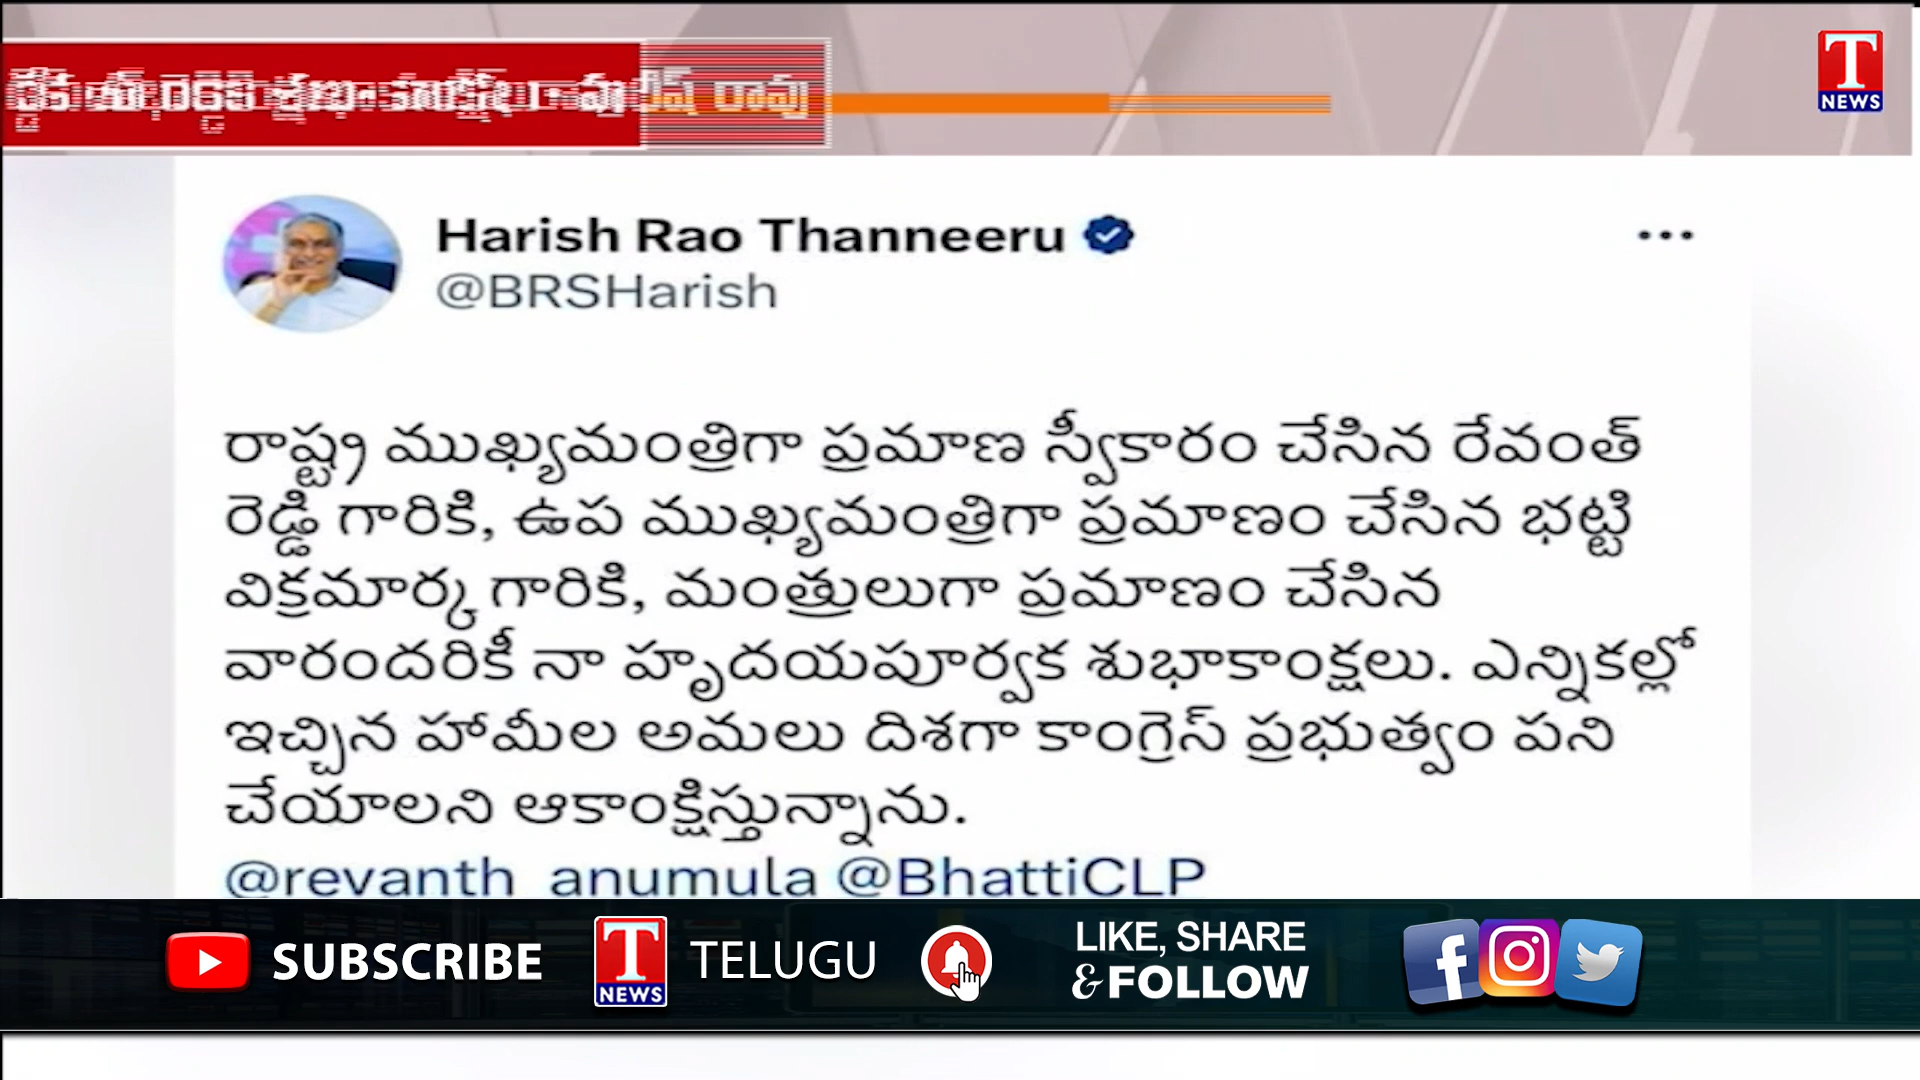 రావు
T
NEWS
Harish Rao Thanneeru
@BRSHarish
రాష్ట్ర ముఖ్యమంత్రిగా ప్రమాణ స్వీకారం చేసిన రేవంత్
రెడ్డి గారికి, ఉప ముఖ్యమంత్రిగా ప్రమాణం చేసిన భట్టి
విక్రమార్క గారికి, మంత్రులుగా ప్రమాణం చేసిన
వారందరికీ నా హృదయపూర్వక శుభాకాంక్షలు. ఎన్నికల్లో
ఇచ్చిన హామీల అమలు దిశగా కాంగ్రెస్ ప్రభుత్వం పని
చేయాలని ఆకాంక్షిస్తున్నాను.
@revanth_anumula @BhattiCLP
SUBSCRIBE T NEWS TELUGU LIKE, SHARE
&FOLLOW